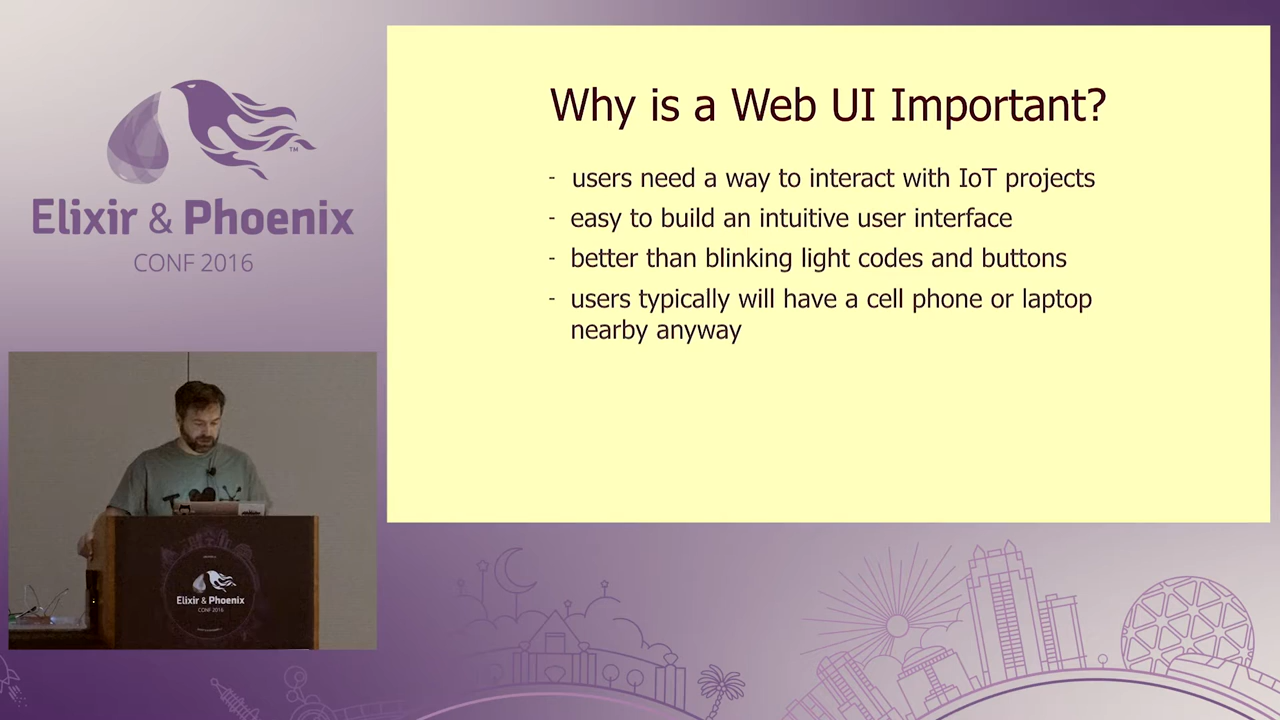 Elixir & Phoenix
CONF 2016
TM
Why is a Web UI Important?
- users need a way to interact with IoT projects
- easy to build an intuitive user interface
- better than blinking light codes and buttons
- users typically will have a cell phone or laptop
nearby anyway
Elixir & Phoenix
CONF 2016